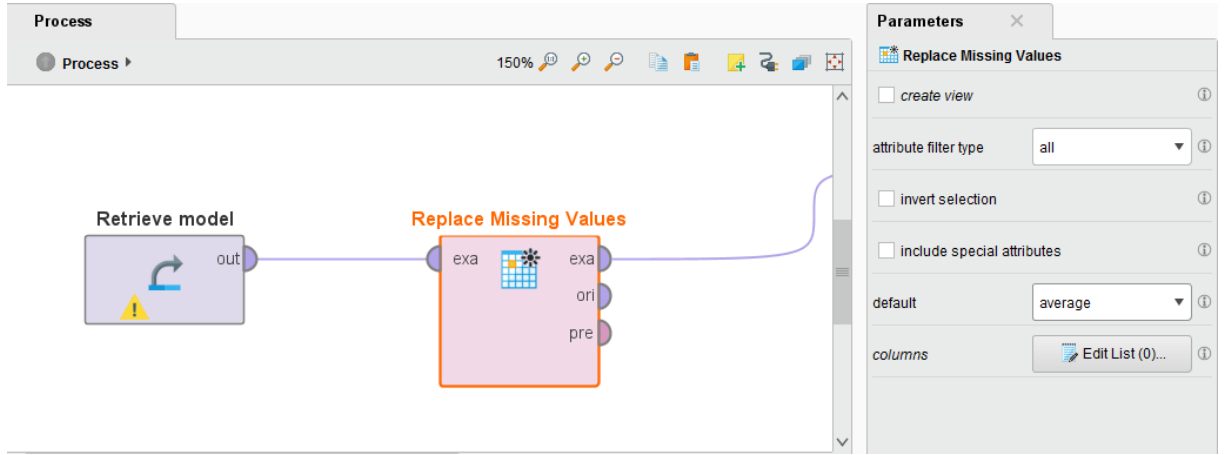 Process
Process
150%
Retrieve model
out
Replace Missing Values
exa
exa
ori
pre
Parameters
Replace Missing Values
create view
attribute filter type
all
invert selection
include special attributes
default
average
columns
Edit List (0)...